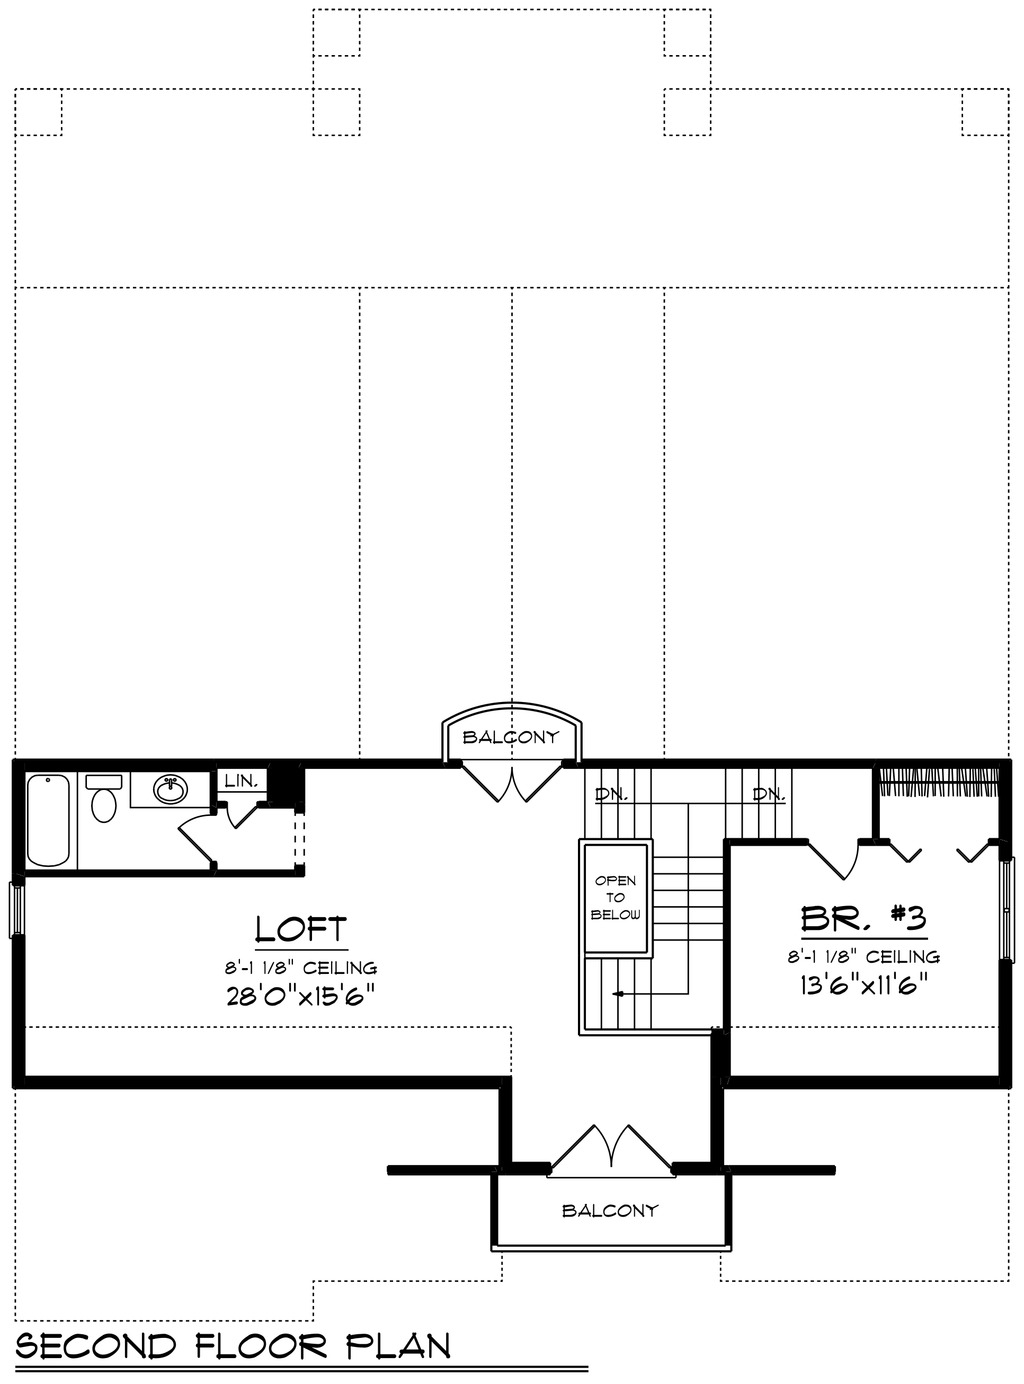 BALCONY
LIN.
DN.
DN.
OPEN
TO
BELOW
LOFT
8'-1 1/8" CEILING
28'0"x15'6"
BR. #3
8'-1 1/8" CEILING
13'6"x11'6"
BALCONY
SECOND FLOOR PLAN